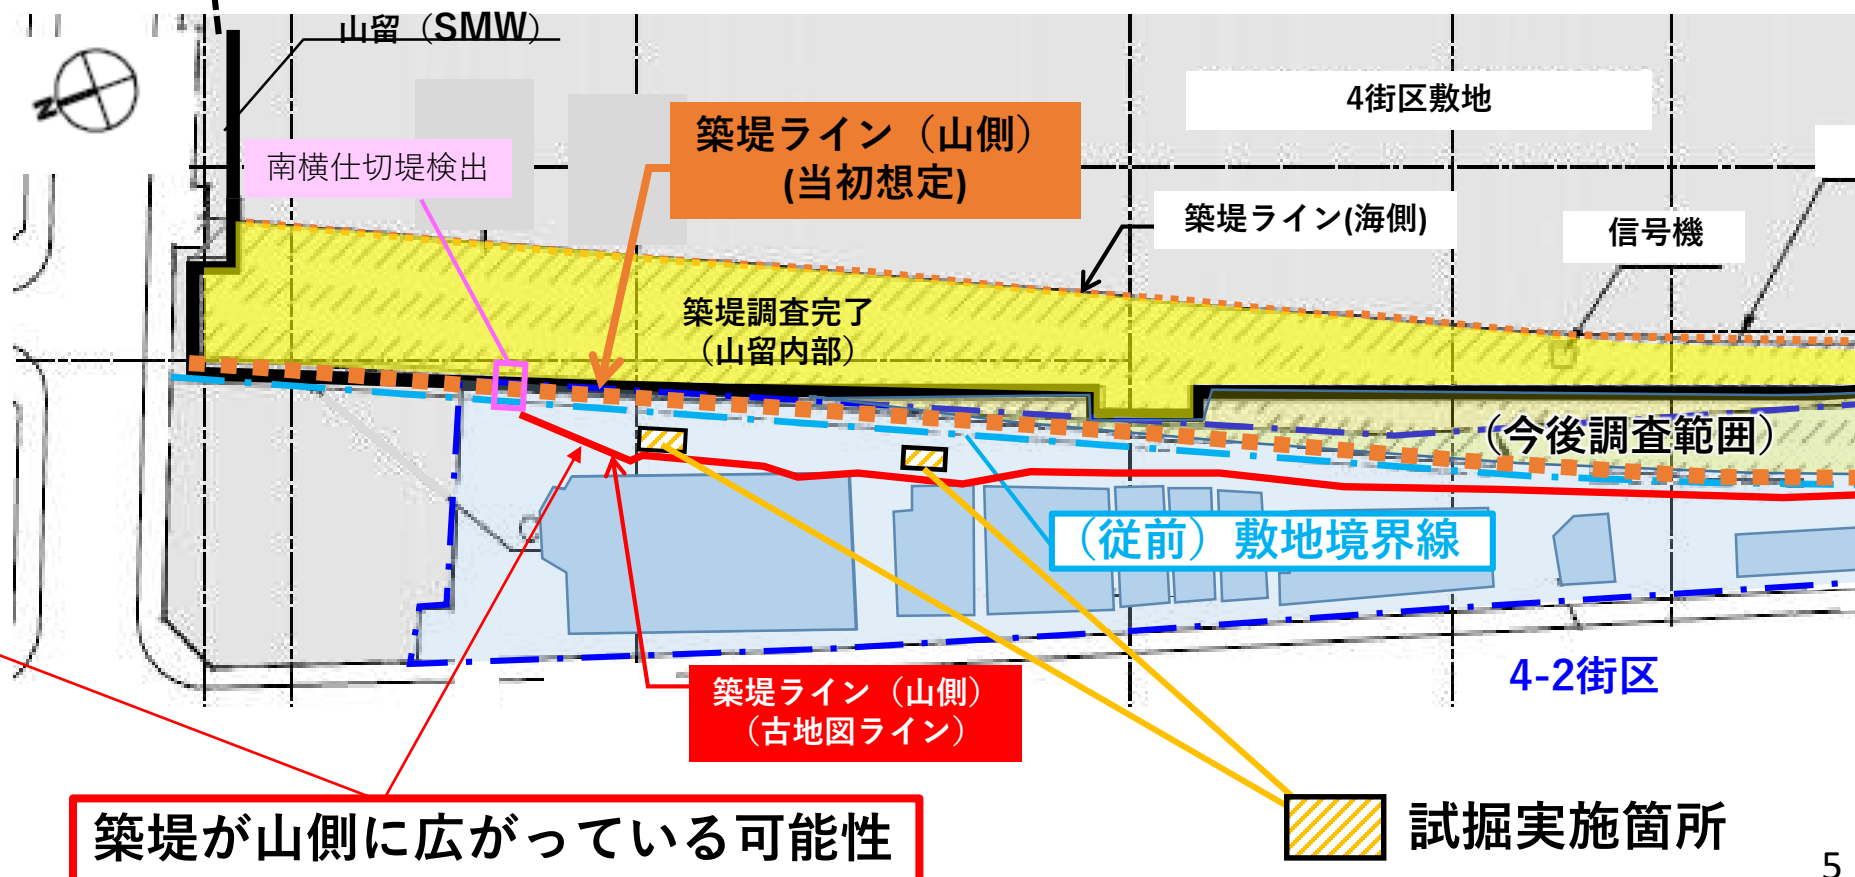 山留（SMW）
N
4街区敷地
築堤ライン（山側）
(当初想定)
南横仕切堤検出
築堤ライン(海側)
信号機
築堤調査完了
（山留内部）
（今後調査範囲）
（従前）敷地境界線
4-2街区
築堤ライン（山側）
（古地図ライン）
築堤が山側に広がっている可能性
試掘実施箇所
5